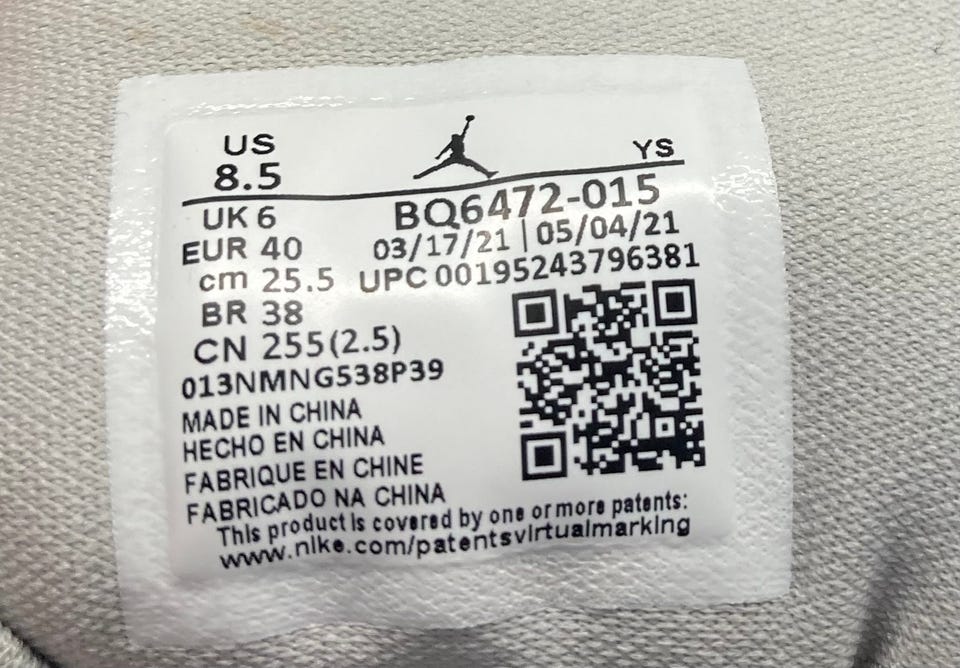 US
8.5
YS
UK 6
EUR 40
cm 25.5
BR 38
CN 255(2.5)
BQ6472-015
03/17/21 | 05/04/21
UPC 00195243796381
013NMNG538P39
MADE IN CHINA
HECHO EN CHINA
FABRIQUE EN CHINE
FABRICADO NA CHINA
This product is covered by one or more patents:
www.nike.com/patentsvirtualmarking